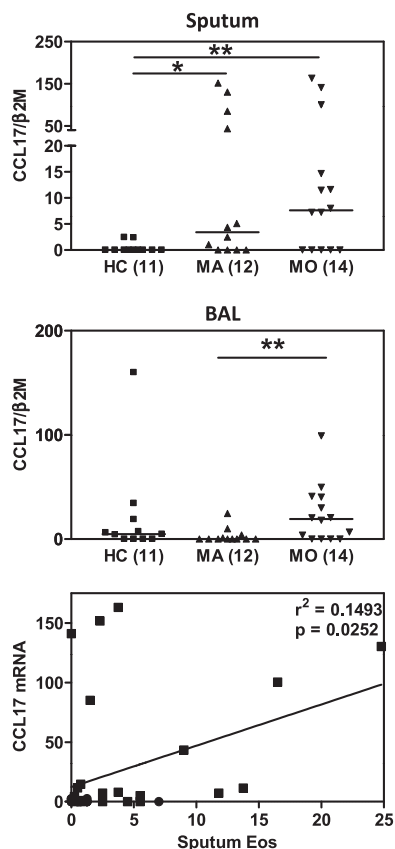 Sputum
CCL17/β2M
250
150
50
20
15
10
5
0
**
*
HC (11) MA (12) MO (14)
BAL
CCL17/β2M
200
100
0
**
HC (11) MA (12) MO (14)
CCL17 mRNA
150
100
50
0
r² = 0.1493
p = 0.0252
0 5 10 15 20 25
Sputum Eos